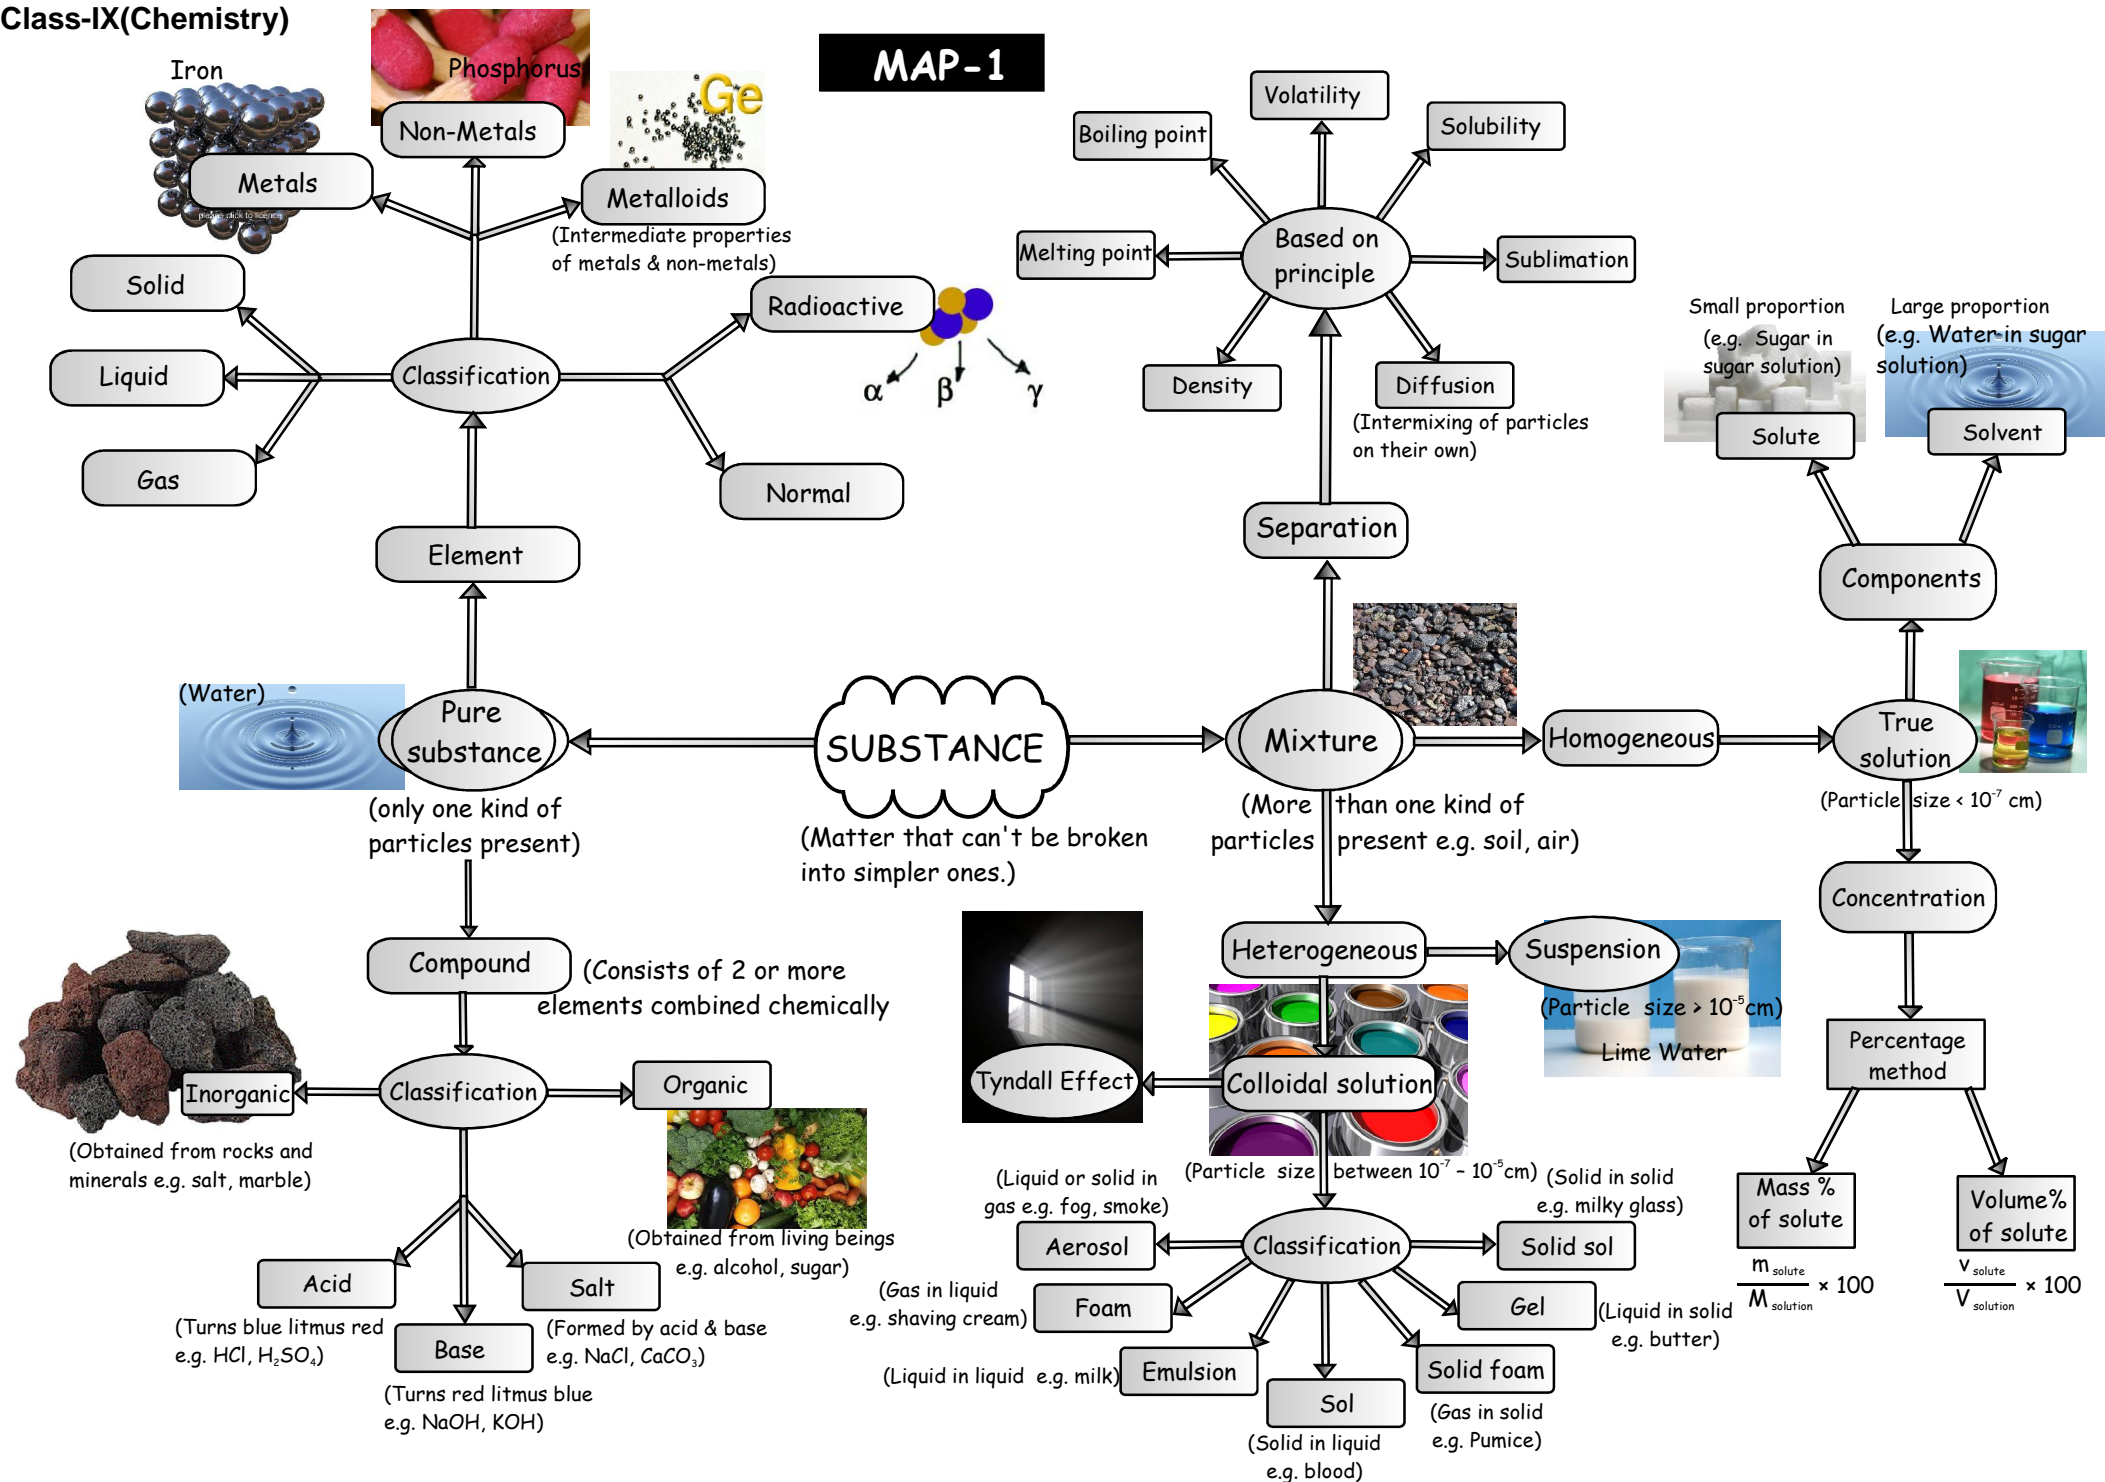 Class-IX(Chemistry)
MAP-1
Iron
Phosphorus
Ge
Non-Metals
Metals
please click to licence
Metalloids
(Intermediate properties
of metals & non-metals)
Solid
Liquid
Gas
Classification
Radioactive
α β γ
Normal
Element
(Water)
Pure
substance
(only one kind of
particles present)
SUBSTANCE
(Matter that can't be broken
into simpler ones.)
Compound
(Consists of 2 or more
elements combined chemically
Inorganic
Classification
Organic
(Obtained from rocks and
minerals e.g. salt, marble)
(Obtained from living beings
e.g. alcohol, sugar)
Acid
(Turns blue litmus red
e.g. HCl, H₂SO₄)
Base
(Turns red litmus blue
e.g. NaOH, KOH)
Salt
(Formed by acid & base
e.g. NaCl, CaCO₃)
Volatility
Boiling point
Solubility
Melting point
Based on
principle
Sublimation
Density
Diffusion
(Intermixing of particles
on their own)
Separation
Mixture
(More than one kind of
particles present e.g. soil, air)
Homogeneous
True
solution
(Particle size < 10⁻⁷ cm)
Components
Small proportion
(e.g. Sugar in
sugar solution)
Solute
Large proportion
(e.g. Water in sugar
solution)
Solvent
Concentration
Percentage
method
Mass %
of solute
m solute
M solution
× 100
Volume%
of solute
v solute
V solution
× 100
Heterogeneous
Suspension
(Particle size > 10⁻⁵cm)
Lime Water
Tyndall Effect
Colloidal solution
(Particle size between 10⁻⁷ – 10⁻⁵cm)
Classification
(Liquid or solid in
gas e.g. fog, smoke)
Aerosol
(Gas in liquid
e.g. shaving cream)
Foam
(Liquid in liquid e.g. milk)
Emulsion
Sol
(Solid in liquid
e.g. blood)
Solid foam
(Gas in solid
e.g. Pumice)
Gel
(Liquid in solid
e.g. butter)
Solid sol
(Solid in solid
e.g. milky glass)